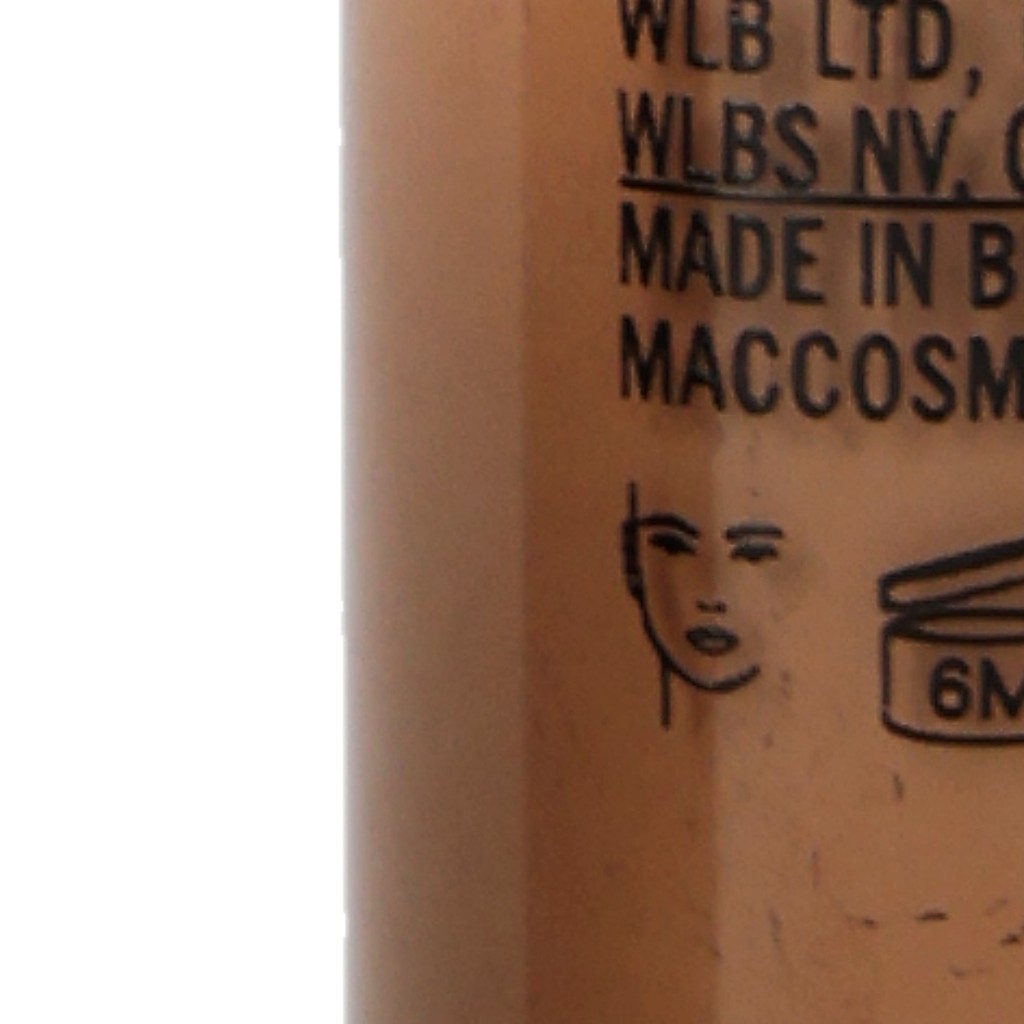 WLB LTD,
WLBS NV.
MADE IN B
MACCOSM
6M